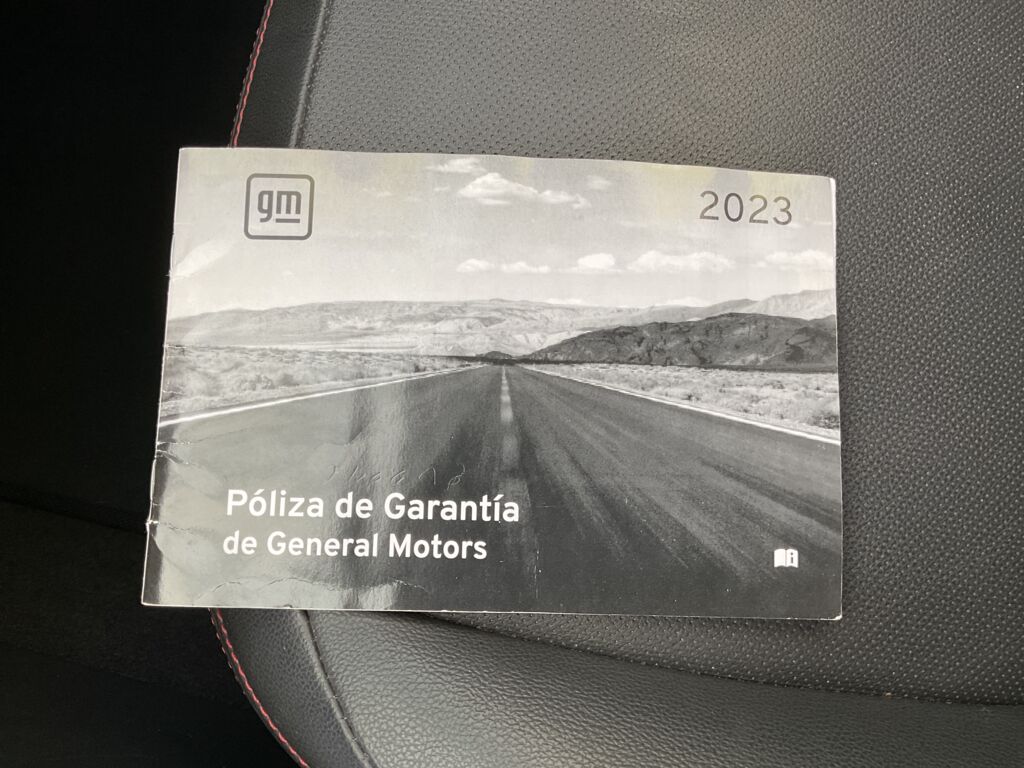 gm
2023
Póliza de Garantía
de General Motors